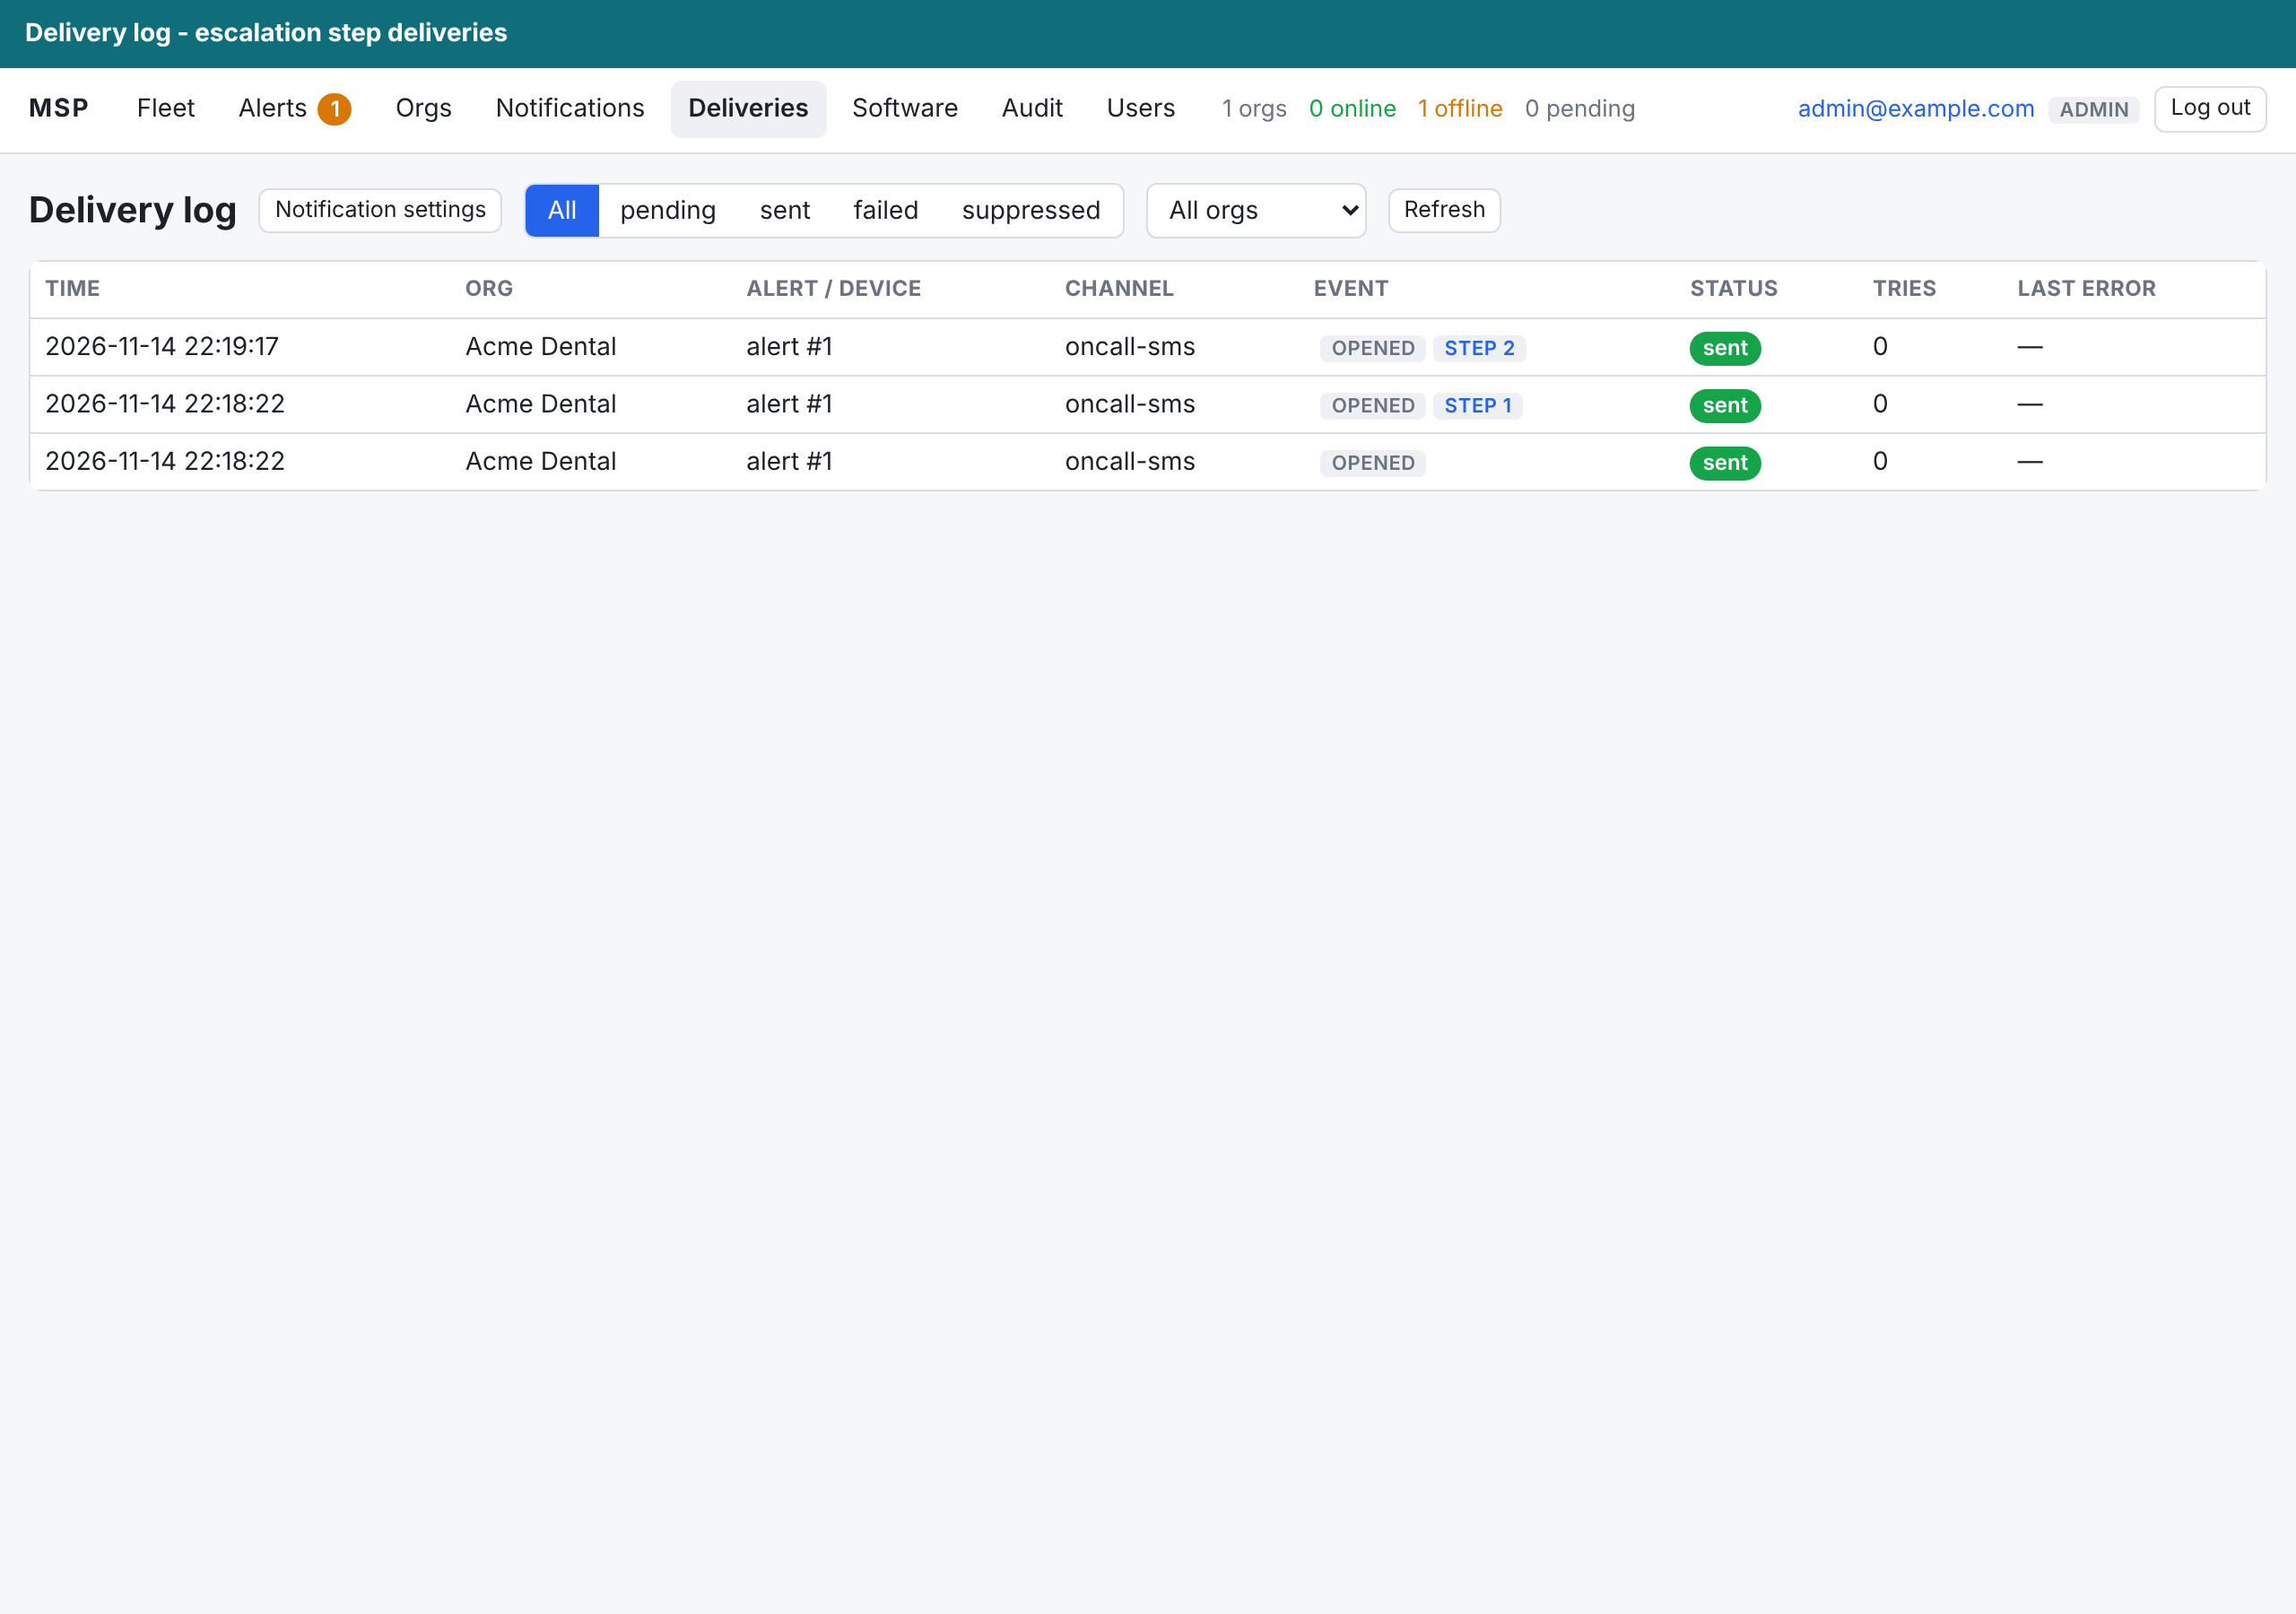 Delivery log - escalation step deliveries
MSP Fleet Alerts 1 Orgs Notifications Deliveries Software Audit Users 1 orgs 0 online 1 offline 0 pending admin@example.com ADMIN Log out
Delivery log Notification settings All pending sent failed suppressed All orgs Refresh
TIME ORG ALERT / DEVICE CHANNEL EVENT STATUS TRIES LAST ERROR
2026-11-14 22:19:17 Acme Dental alert #1 oncall-sms OPENED STEP 2 sent 0 —
2026-11-14 22:18:22 Acme Dental alert #1 oncall-sms OPENED STEP 1 sent 0 —
2026-11-14 22:18:22 Acme Dental alert #1 oncall-sms OPENED sent 0 —